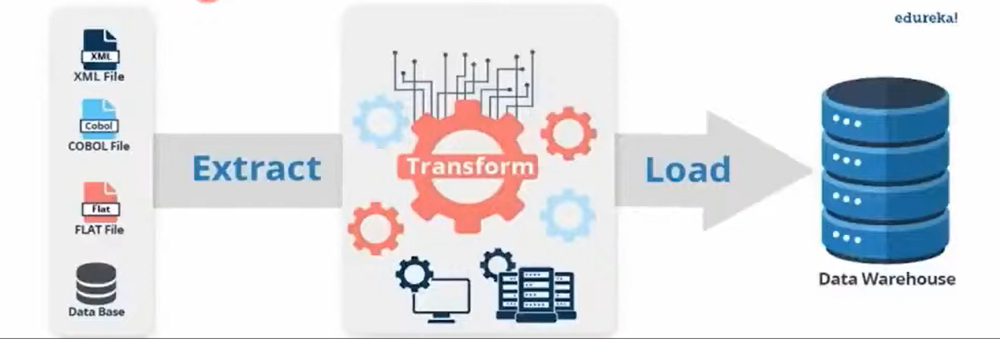 edureka!
XML
XML File
Cobol
COBOL File
Flat
FLAT File
Data Base
Extract
Transform
Load
Data Warehouse